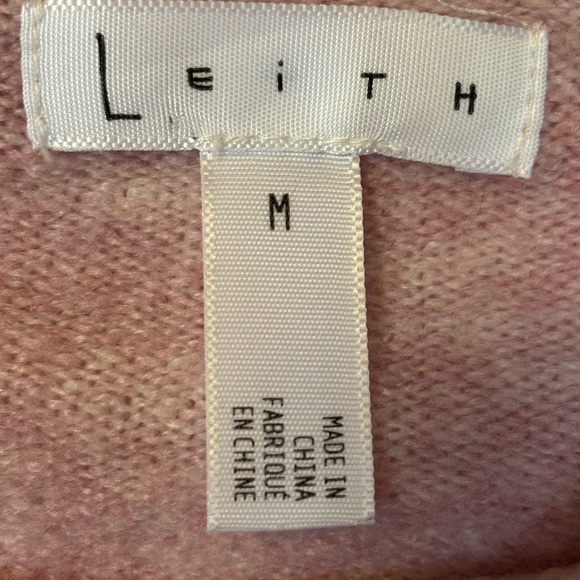 LEiTH
M
MADE IN
CHINA
FABRIQUÉ
EN CHINE